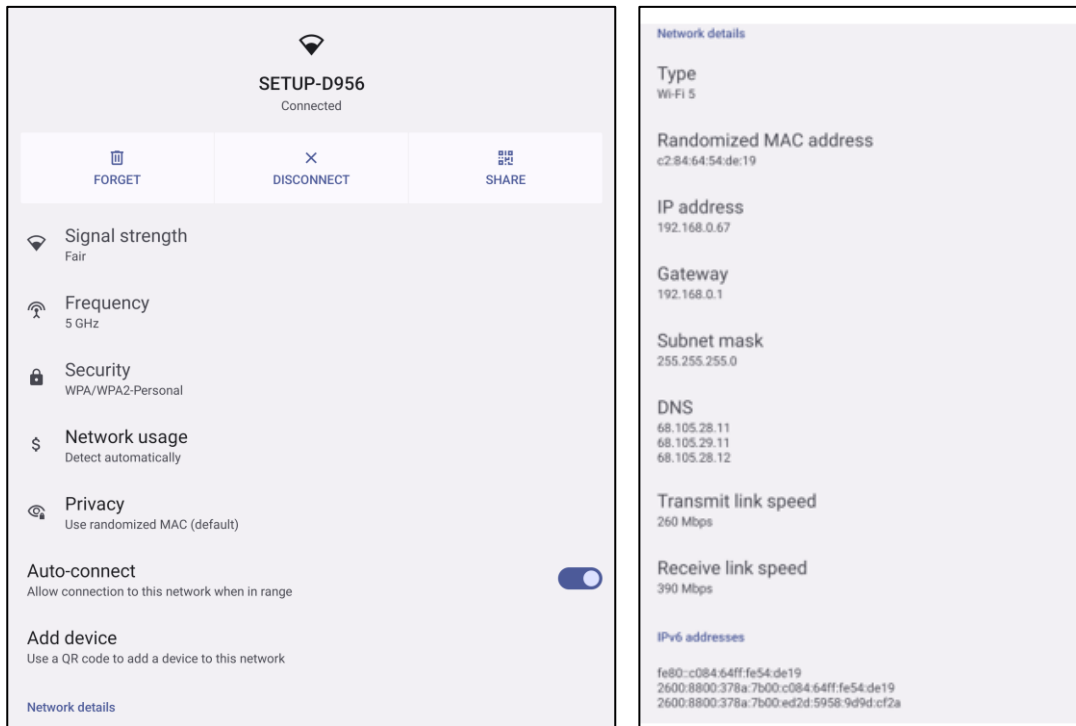 SETUP-D956
Connected
FORGET
DISCONNECT
SHARE
Signal strength
Fair
Frequency
5 GHz
Security
WPA/WPA2-Personal
Network usage
Detect automatically
Privacy
Use randomized MAC (default)
Auto-connect
Allow connection to this network when in range
Add device
Use a QR code to add a device to this network
Network details
Network details
Type
Wi-Fi 5
Randomized MAC address
c2:84:64:54:de:19
IP address
192.168.0.67
Gateway
192.168.0.1
Subnet mask
255.255.255.0
DNS
68.105.28.11
68.105.29.11
68.105.28.12
Transmit link speed
260 Mbps
Receive link speed
390 Mbps
IPv6 addresses
fe80::c084:64ff:fe54:de19
2600:8800:378a:7b00:c084:64ff:fe54:de19
2600:8800:378a:7b00:ed2d:5958:9d9d:cf2a